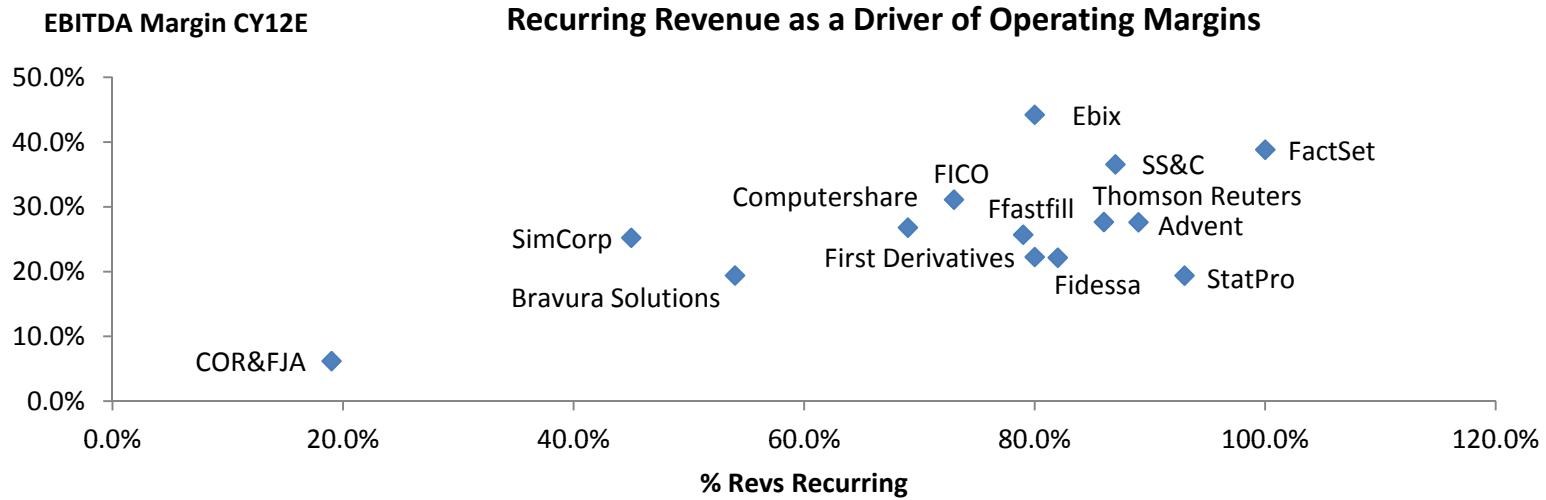 EBITDA Margin CY12E
Recurring Revenue as a Driver of Operating Margins
50.0%
40.0%
30.0%
20.0%
10.0%
0.0%
Ebix
FactSet
SS&C
FICO
Thomson Reuters
Computershare
Ffastfill
Advent
SimCorp
First Derivatives
StatPro
Fidessa
Bravura Solutions
COR&FJA
0.0% 20.0% 40.0% 60.0% 80.0% 100.0% 120.0%
% Revs Recurring